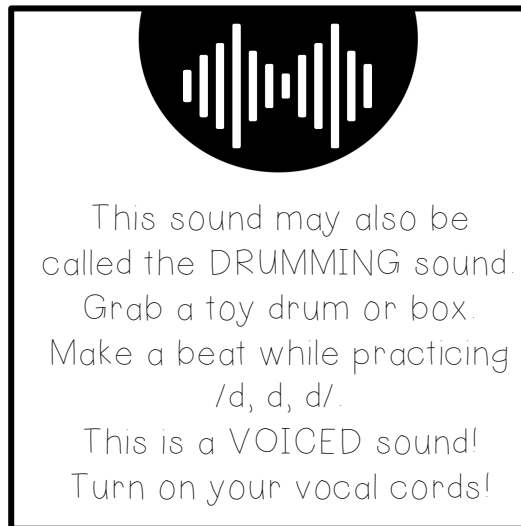 This sound may also be
called the DRUMMING sound.
Grab a toy drum or box.
Make a beat while practicing
/d, d, d/.
This is a VOICED sound!
Turn on your vocal cords!